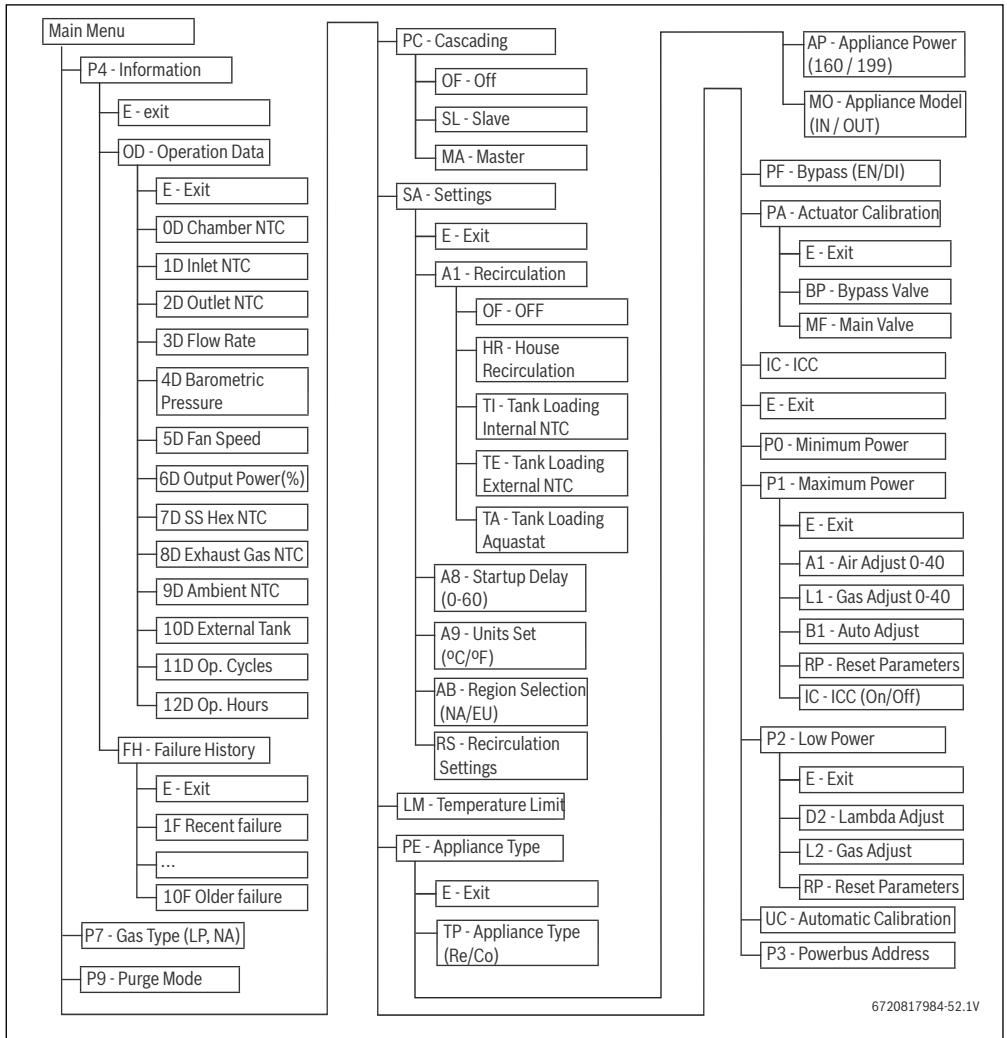 Main Menu
P4 - Information
E - exit
OD - Operation Data
E - Exit
0D Chamber NTC
1D Inlet NTC
2D Outlet NTC
3D Flow Rate
4D Barometric
Pressure
5D Fan Speed
6D Output Power(%)
7D SS Hex NTC
8D Exhaust Gas NTC
9D Ambient NTC
10D External Tank
11D Op. Cycles
12D Op. Hours
FH - Failure History
E - Exit
1F Recent failure
...
10F Older failure
P7 - Gas Type (LP, NA)
P9 - Purge Mode
PC - Cascading
OF - Off
SL - Slave
MA - Master
SA - Settings
E - Exit
A1 - Recirculation
OF - OFF
HR - House
Recirculation
TI - Tank Loading
Internal NTC
TE - Tank Loading
External NTC
TA - Tank Loading
Aquastat
A8 - Startup Delay
(0-60)
A9 - Units Set
(ºC/ºF)
AB - Region Selection
(NA/EU)
RS - Recirculation
Settings
LM - Temperature Limit
PE - Appliance Type
E - Exit
TP - Appliance Type
(Re/Co)
AP - Appliance Power
(160 / 199)
MO - Appliance Model
(IN / OUT)
PF - Bypass (EN/DI)
PA - Actuator Calibration
E - Exit
BP - Bypass Valve
MF - Main Valve
IC - ICC
E - Exit
P0 - Minimum Power
P1 - Maximum Power
E - Exit
A1 - Air Adjust 0-40
L1 - Gas Adjust 0-40
B1 - Auto Adjust
RP - Reset Parameters
IC - ICC (On/Off)
P2 - Low Power
E - Exit
D2 - Lambda Adjust
L2 - Gas Adjust
RP - Reset Parameters
UC - Automatic Calibration
P3 - Powerbus Address
6720817984-52.1V